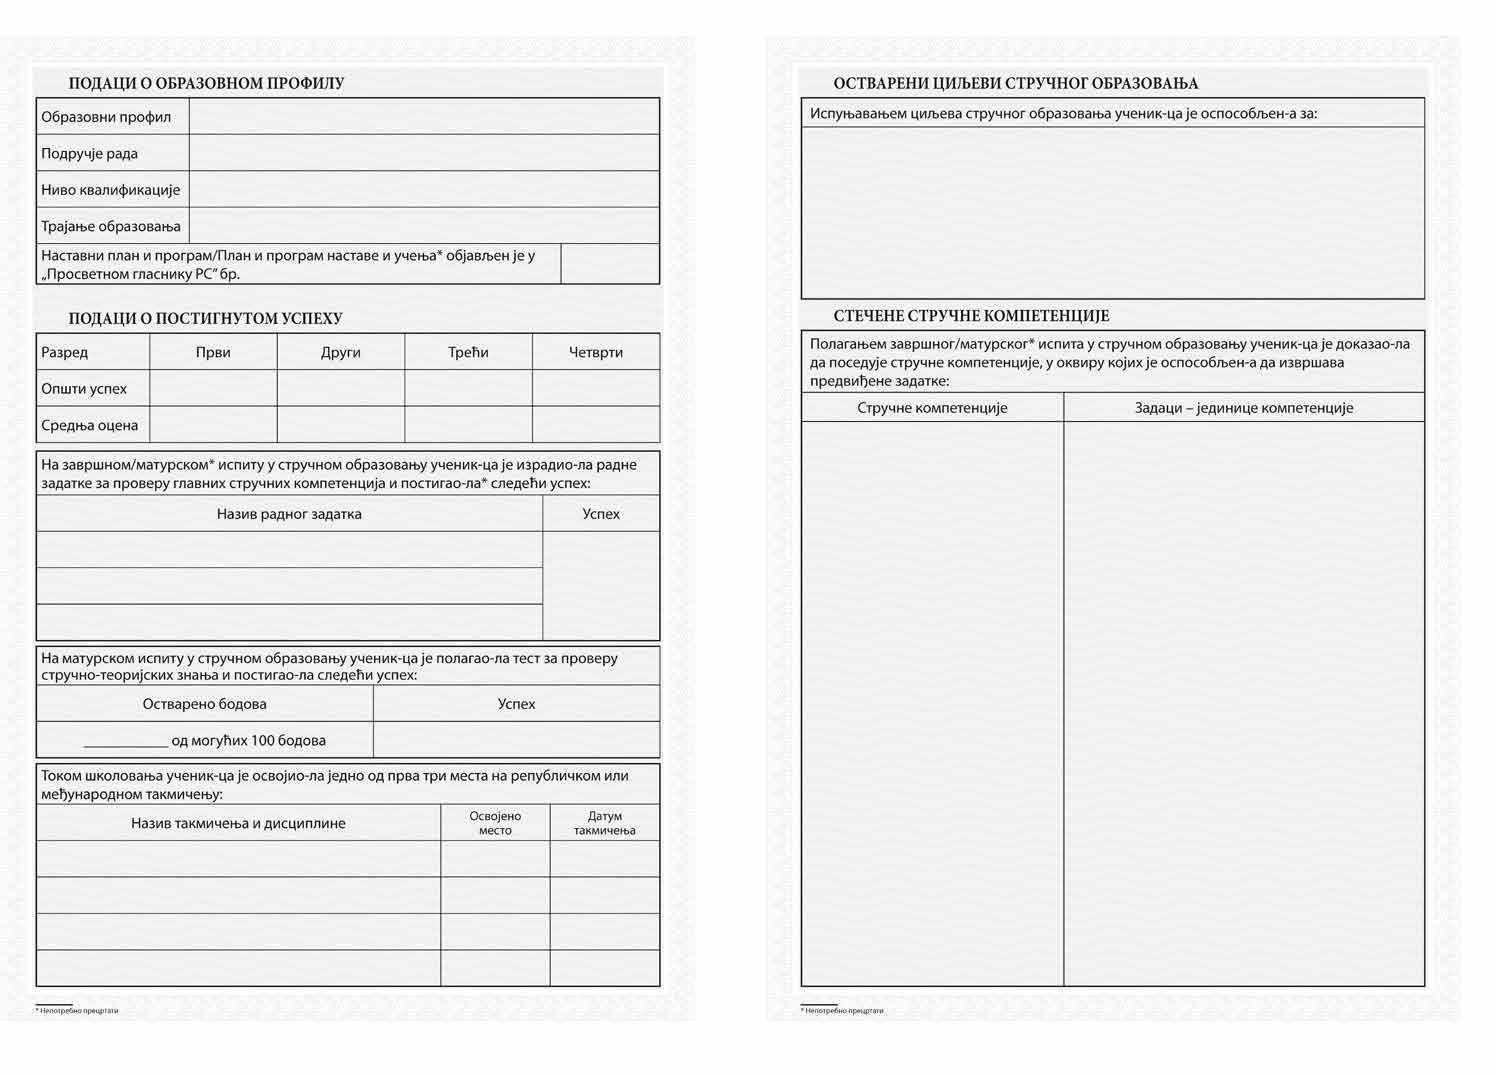 ПОДАЦИ О ОБРАЗОВНОМ ПРОФИЛУ
Образовни профил
Подручје рада
Ниво квалификације
Трајање образовања
Наставни план и програм/План и програм наставе и учења* објављен је у
„Просветном гласнику РС” бр.
ПОДАЦИ О ПОСТИГНУТОМ УСПЕХУ
Разред Први Други Трећи Четврти
Општи успех
Средња оцена
На завршном/матурском* испиту у стручном образовању ученик-ца је израдио-ла радне
задатке за проверу главних стручних компетенција и постигао-ла* следећи успех:
Назив радног задатка Успех
На матурском испиту у стручном образовању ученик-ца је полагао-ла тест за проверу
стручно-теоријских знања и постигао-ла следећи успех:
Остварено бодова Успех
____________ од могућих 100 бодова
Током школовања ученик-ца је освојио-ла једно од прва три места на републичком или
међународном такмичењу:
Назив такмичења и дисциплине Освојено место Датум такмичења
* Непотребно прецртати
ОСТВАРЕНИ ЦИЉЕВИ СТРУЧНОГ ОБРАЗОВАЊА
Испуњавањем циљева стручног образовања ученик-ца је оспособљен-а за:
СТЕЧЕНЕ СТРУЧНЕ КОМПЕТЕНЦИЈЕ
Полагањем завршног/матурског* испита у стручном образовању ученик-ца је доказао-ла
да поседује стручне компетенције, у оквиру којих је оспособљен-а да извршава
предвиђене задатке:
Стручне компетенције Задаци – јединице компетенције
* Непотребно прецртати